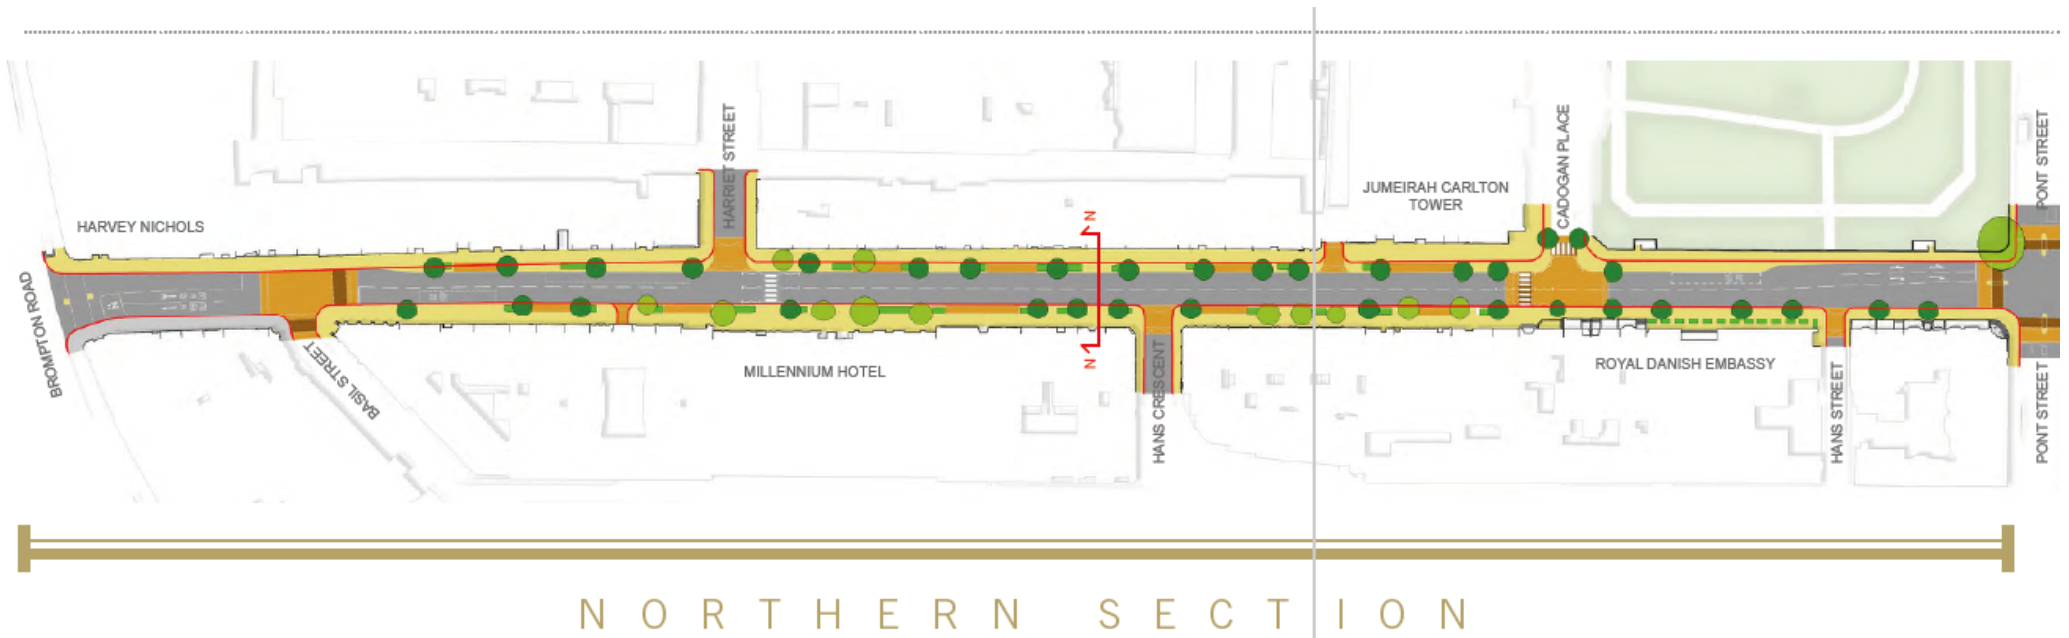 HARVEY NICHOLS
HARRIET STREET
JUMEIRAH CARLTON
TOWER
CADOGAN PLACE
PONT STREET
BROMPTON ROAD
BASIL STREET
MILLENNIUM HOTEL
N
N
HANS CRESCENT
ROYAL DANISH EMBASSY
HANS STREET
PONT STREET
NORTHERN SECTION